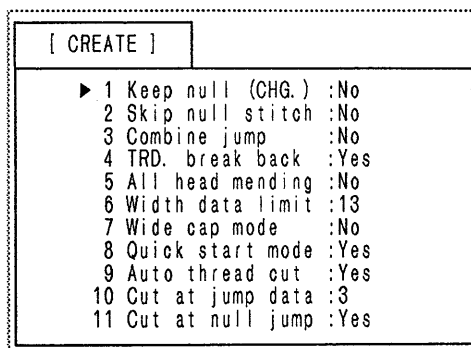 [ CREATE ]
▶ 1 Keep null (CHG.) :No
2 Skip null stitch :No
3 Combine jump :No
4 TRD. break back :Yes
5 All head mending :No
6 Width data limit :13
7 Wide cap mode :No
8 Quick start mode :Yes
9 Auto thread cut :Yes
10 Cut at jump data :3
11 Cut at null jump :Yes